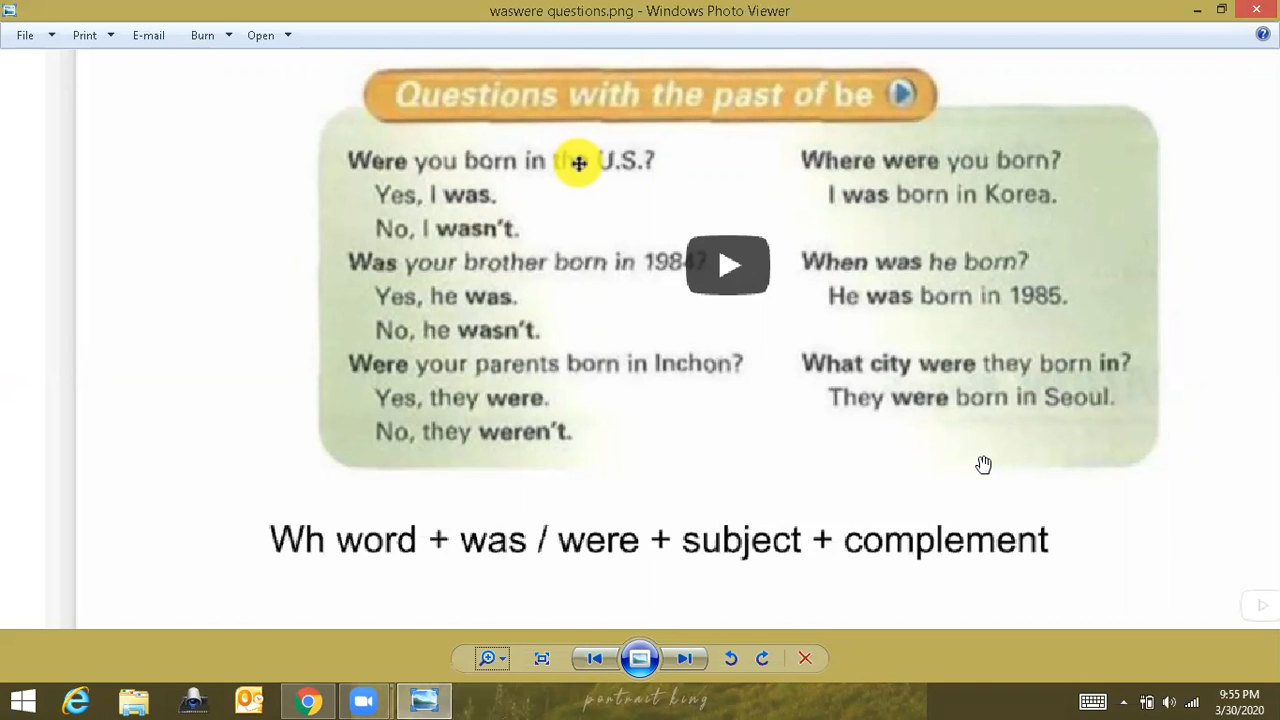 waswere questions.png - Windows Photo Viewer
File Print E-mail Burn Open
Questions with the past of be
Were you born in the U.S.?
Yes, I was.
No, I wasn't.
Was your brother born in 1984?
Yes, he was.
No, he wasn't.
Were your parents born in Inchon?
Yes, they were.
No, they weren't.
Where were you born?
I was born in Korea.
When was he born?
He was born in 1985.
What city were they born in?
They were born in Seoul.
Wh word + was / were + subject + complement
portrait king
9:55 PM
3/30/2020